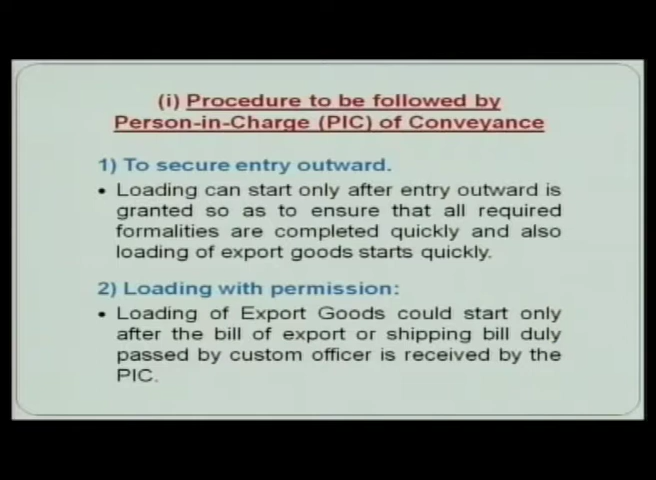 (i) Procedure to be followed by
Person-in-Charge (PIC) of Conveyance
1) To secure entry outward.
• Loading can start only after entry outward is
granted so as to ensure that all required
formalities are completed quickly and also
loading of export goods starts quickly.
2) Loading with permission:
• Loading of Export Goods could start only
after the bill of export or shipping bill duly
passed by custom officer is received by the
PIC.